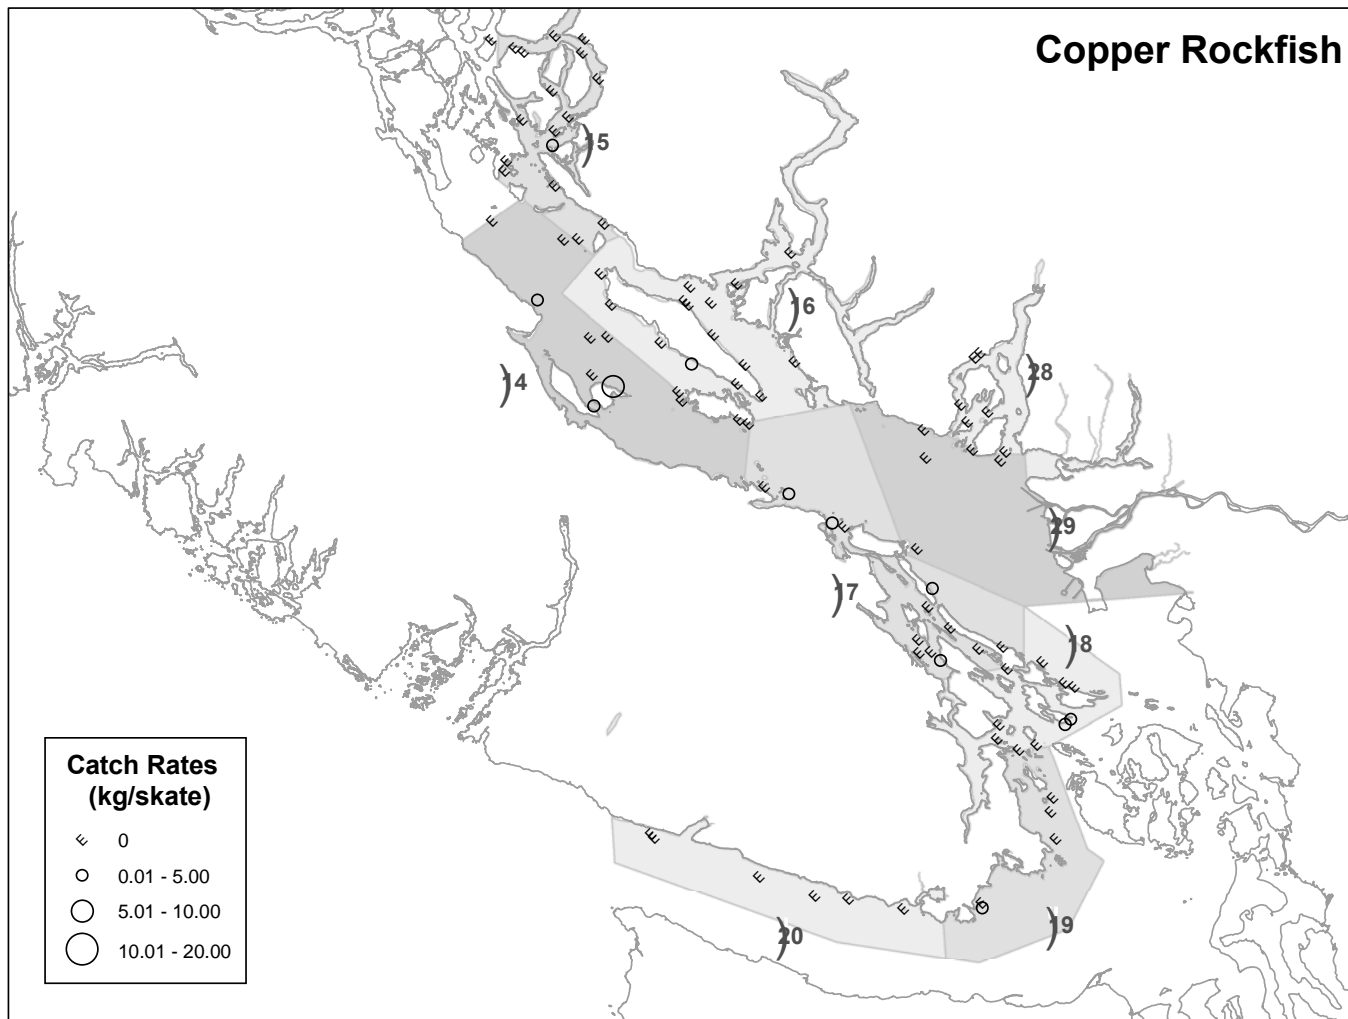 Copper Rockfish
)15
)16
)14
)28
)29
)17
)18
)20
)19
Catch Rates
(kg/skate)
E 0
0.01 - 5.00
5.01 - 10.00
10.01 - 20.00